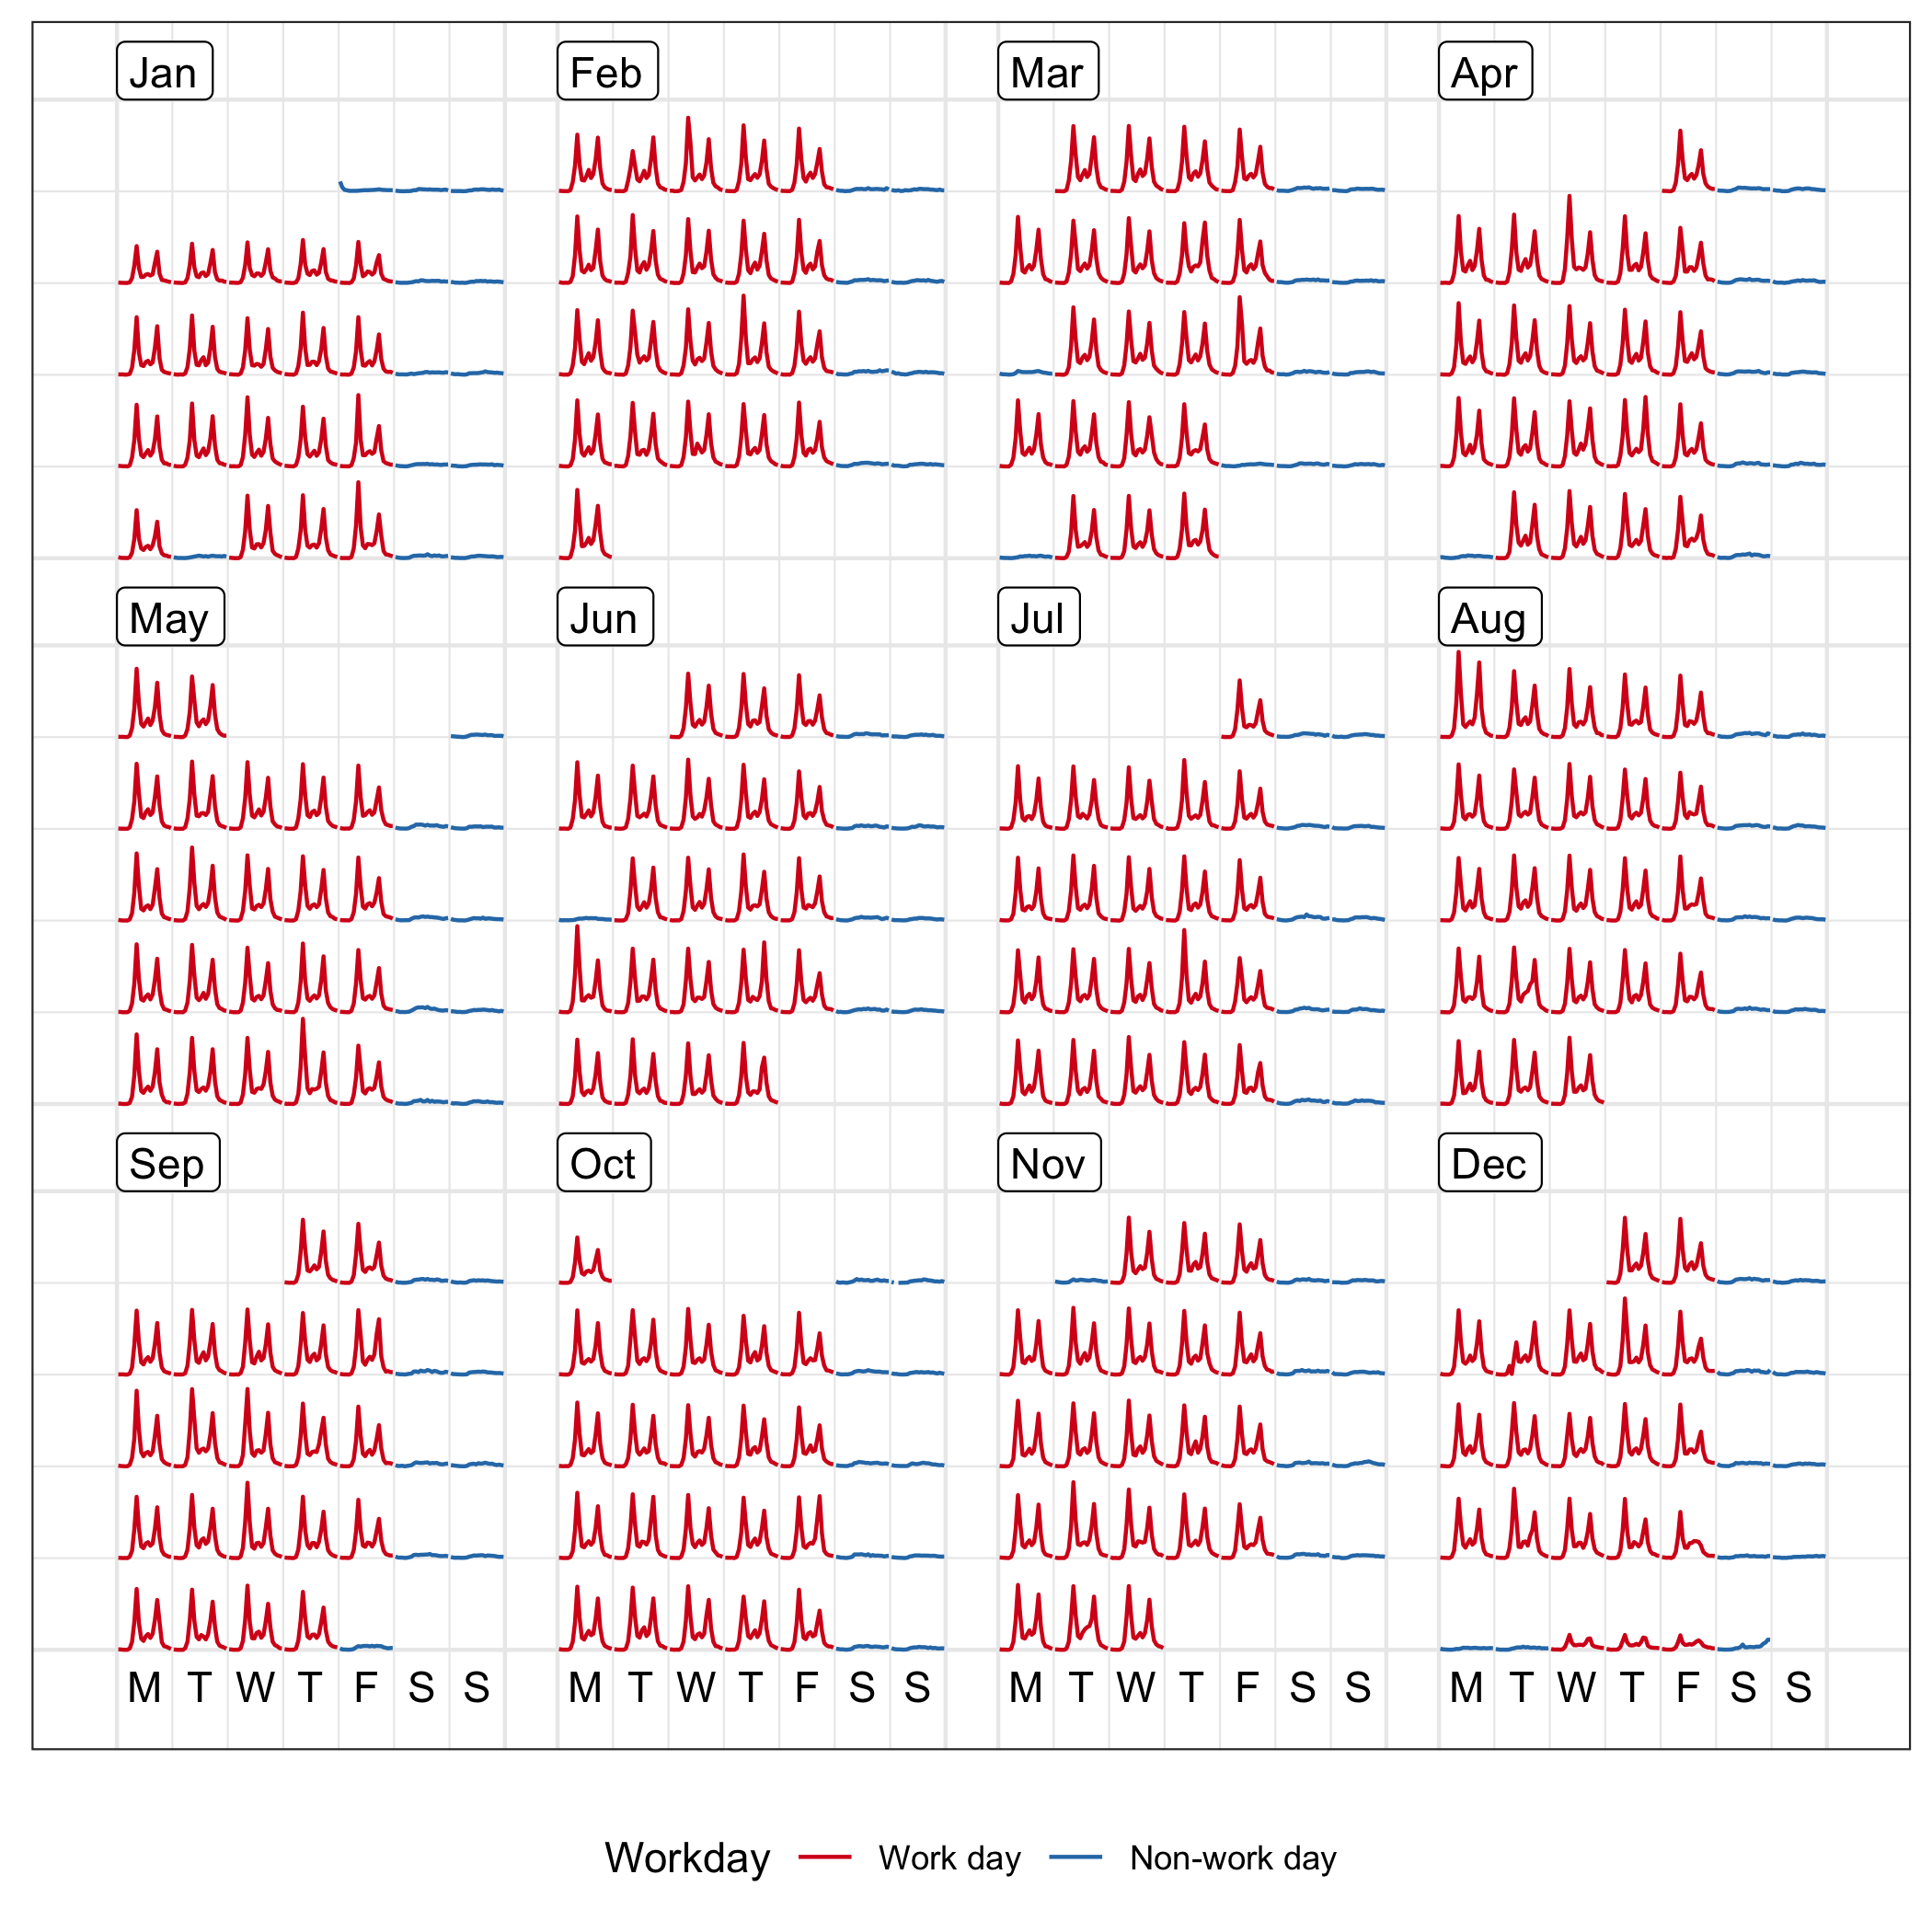 Jan Feb Mar Apr
May Jun Jul Aug
Sep Oct Nov Dec
M T W T F S S M T W T F S S M T W T F S S M T W T F S S
Workday Work day Non-work day